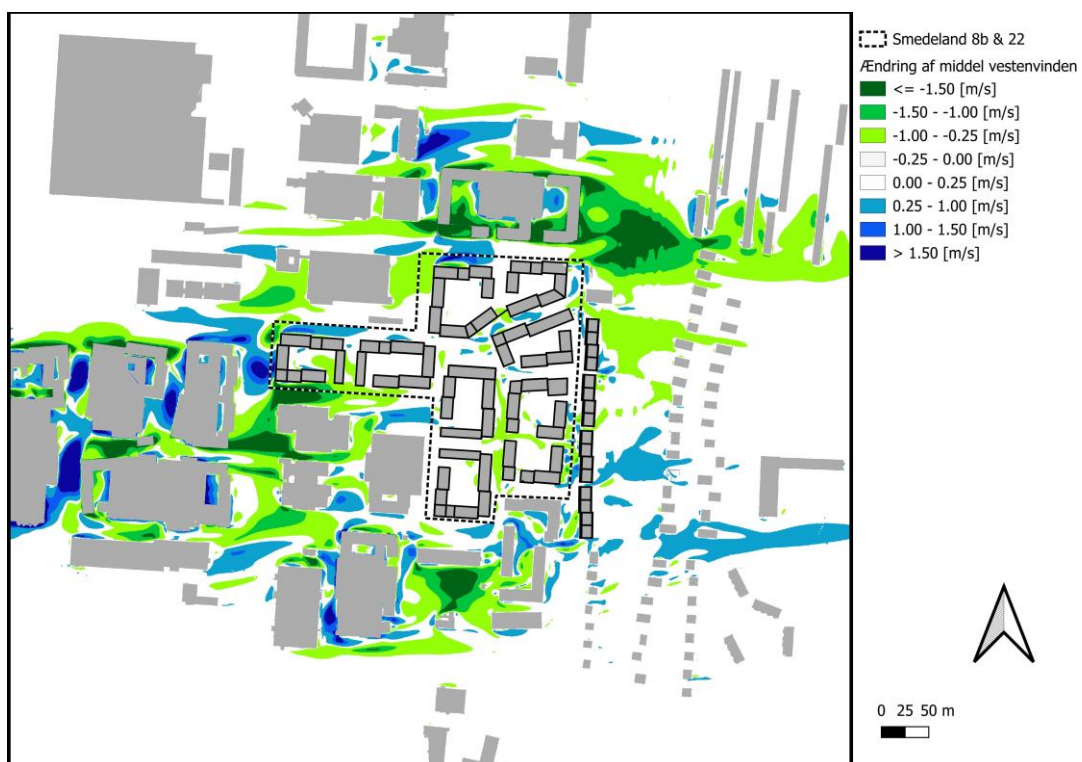 Smedeland 8b & 22
Ændring af middel vestenvinden
<= -1.50 [m/s]
-1.50 - -1.00 [m/s]
-1.00 - -0.25 [m/s]
-0.25 - 0.00 [m/s]
0.00 - 0.25 [m/s]
0.25 - 1.00 [m/s]
1.00 - 1.50 [m/s]
> 1.50 [m/s]
0 25 50 m